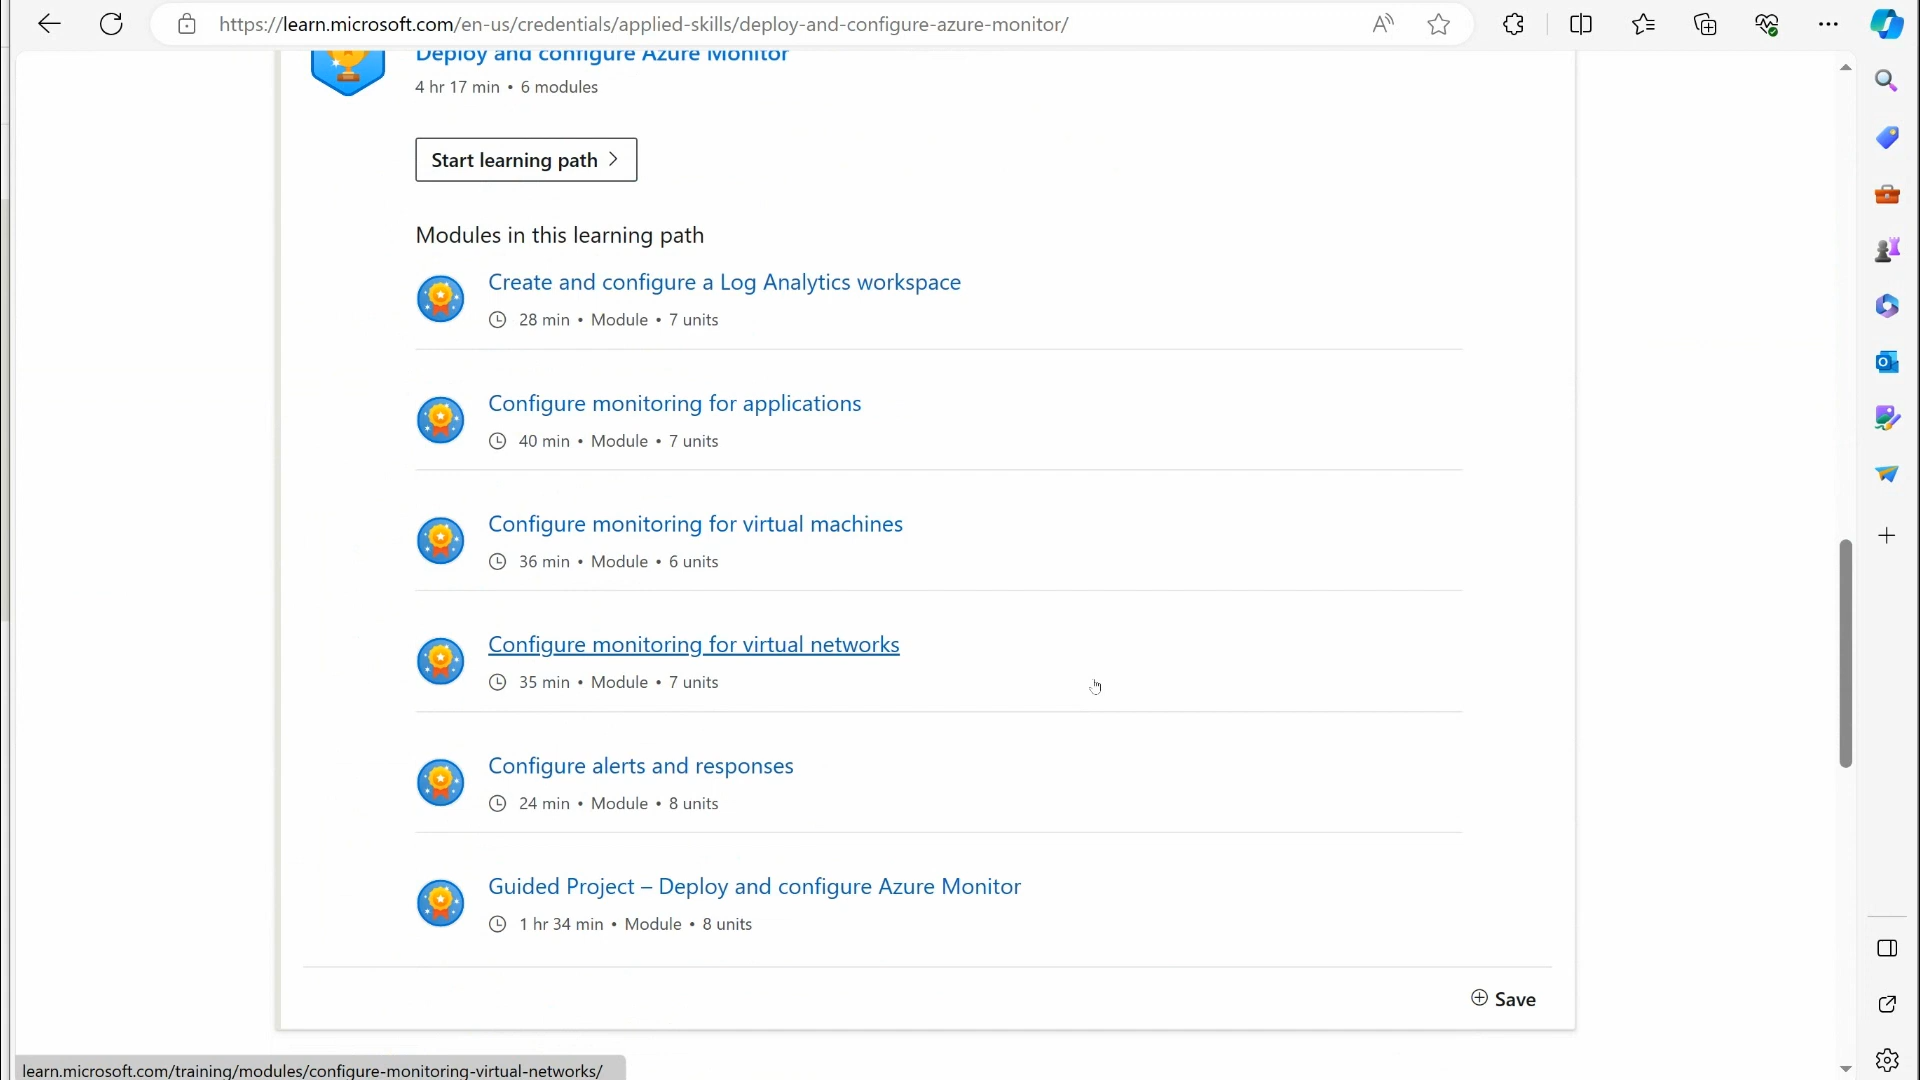 https://learn.microsoft.com/en-us/credentials/applied-skills/deploy-and-configure-azure-monitor/
Deploy and configure Azure Monitor
4 hr 17 min • 6 modules
Start learning path
Modules in this learning path
Create and configure a Log Analytics workspace
28 min • Module • 7 units
Configure monitoring for applications
40 min • Module • 7 units
Configure monitoring for virtual machines
36 min • Module • 6 units
Configure monitoring for virtual networks
35 min • Module • 7 units
Configure alerts and responses
24 min • Module • 8 units
Guided Project – Deploy and configure Azure Monitor
1 hr 34 min • Module • 8 units
Save
learn.microsoft.com/training/modules/configure-monitoring-virtual-networks/